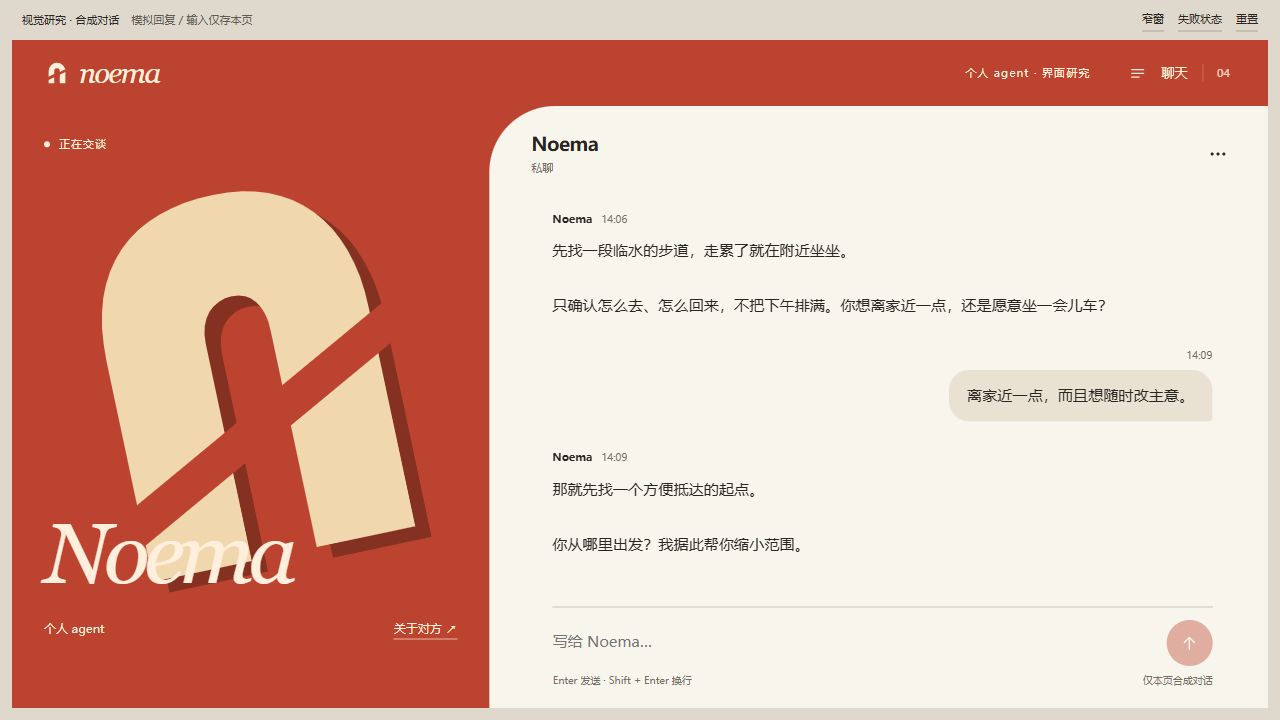 视觉研究 · 合成对话 模拟回复 / 输入仅存本页
窄窗 失败状态 重置
noema
个人 agent · 界面研究 聊天 04
正在交谈
Noema
个人 agent
关于对方 ↗
Noema
私聊
Noema 14:06
先找一段临水的步道，走累了就在附近坐坐。
只确认怎么去、怎么回来，不把下午排满。你想离家近一点，还是愿意坐一会儿车？
14:09
离家近一点，而且想随时改主意。
Noema 14:09
那就先找一个方便抵达的起点。
你从哪里出发？我据此帮你缩小范围。
写给 Noema...
Enter 发送 · Shift + Enter 换行
仅本页合成对话